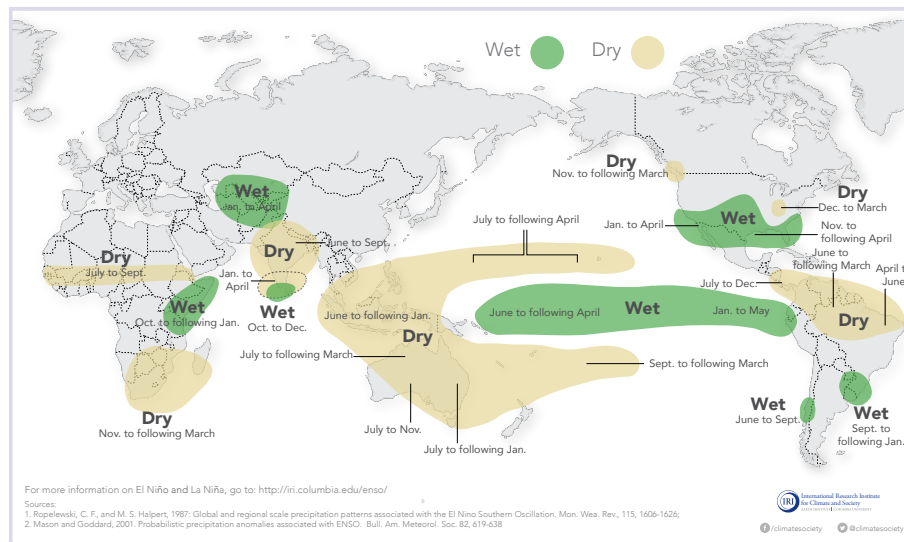 Wet
Dry
Dry
Nov. to following March
Wet
Jan. to April
Dry
Dec. to March
July to following April
Jan. to April
Wet
Nov. to
following April
Dry
June to Sept.
Dry
July to Sept.
Jan. to
April
June to
following March
April to
June
July to Dec.
Wet
Oct. to following Jan.
Wet
Oct. to Dec.
June to following Jan.
Dry
June to following April
Wet
Jan. to May
Dry
July to following March
Sept. to following March
Dry
Nov. to following March
July to Nov.
July to following Jan.
Wet
June to Sept.
Wet
Sept. to
following Jan.
For more information on El Niño and La Niña, go to: http://iri.columbia.edu/enso/
Sources:
1. Ropelewski, C. F., and M. S. Halpert, 1987: Global and regional scale precipitation patterns associated with the El Nino Southern Oscillation. Mon. Wea. Rev., 115, 1606-1626;
2. Mason and Goddard, 2001. Probabilistic precipitation anomalies associated with ENSO. Bull. Am. Meteorol. Soc. 82, 619-638
IRI
International Research Institute
for Climate and Society
EARTH INSTITUTE | COLUMBIA UNIVERSITY
/climatesociety
@climatesociety